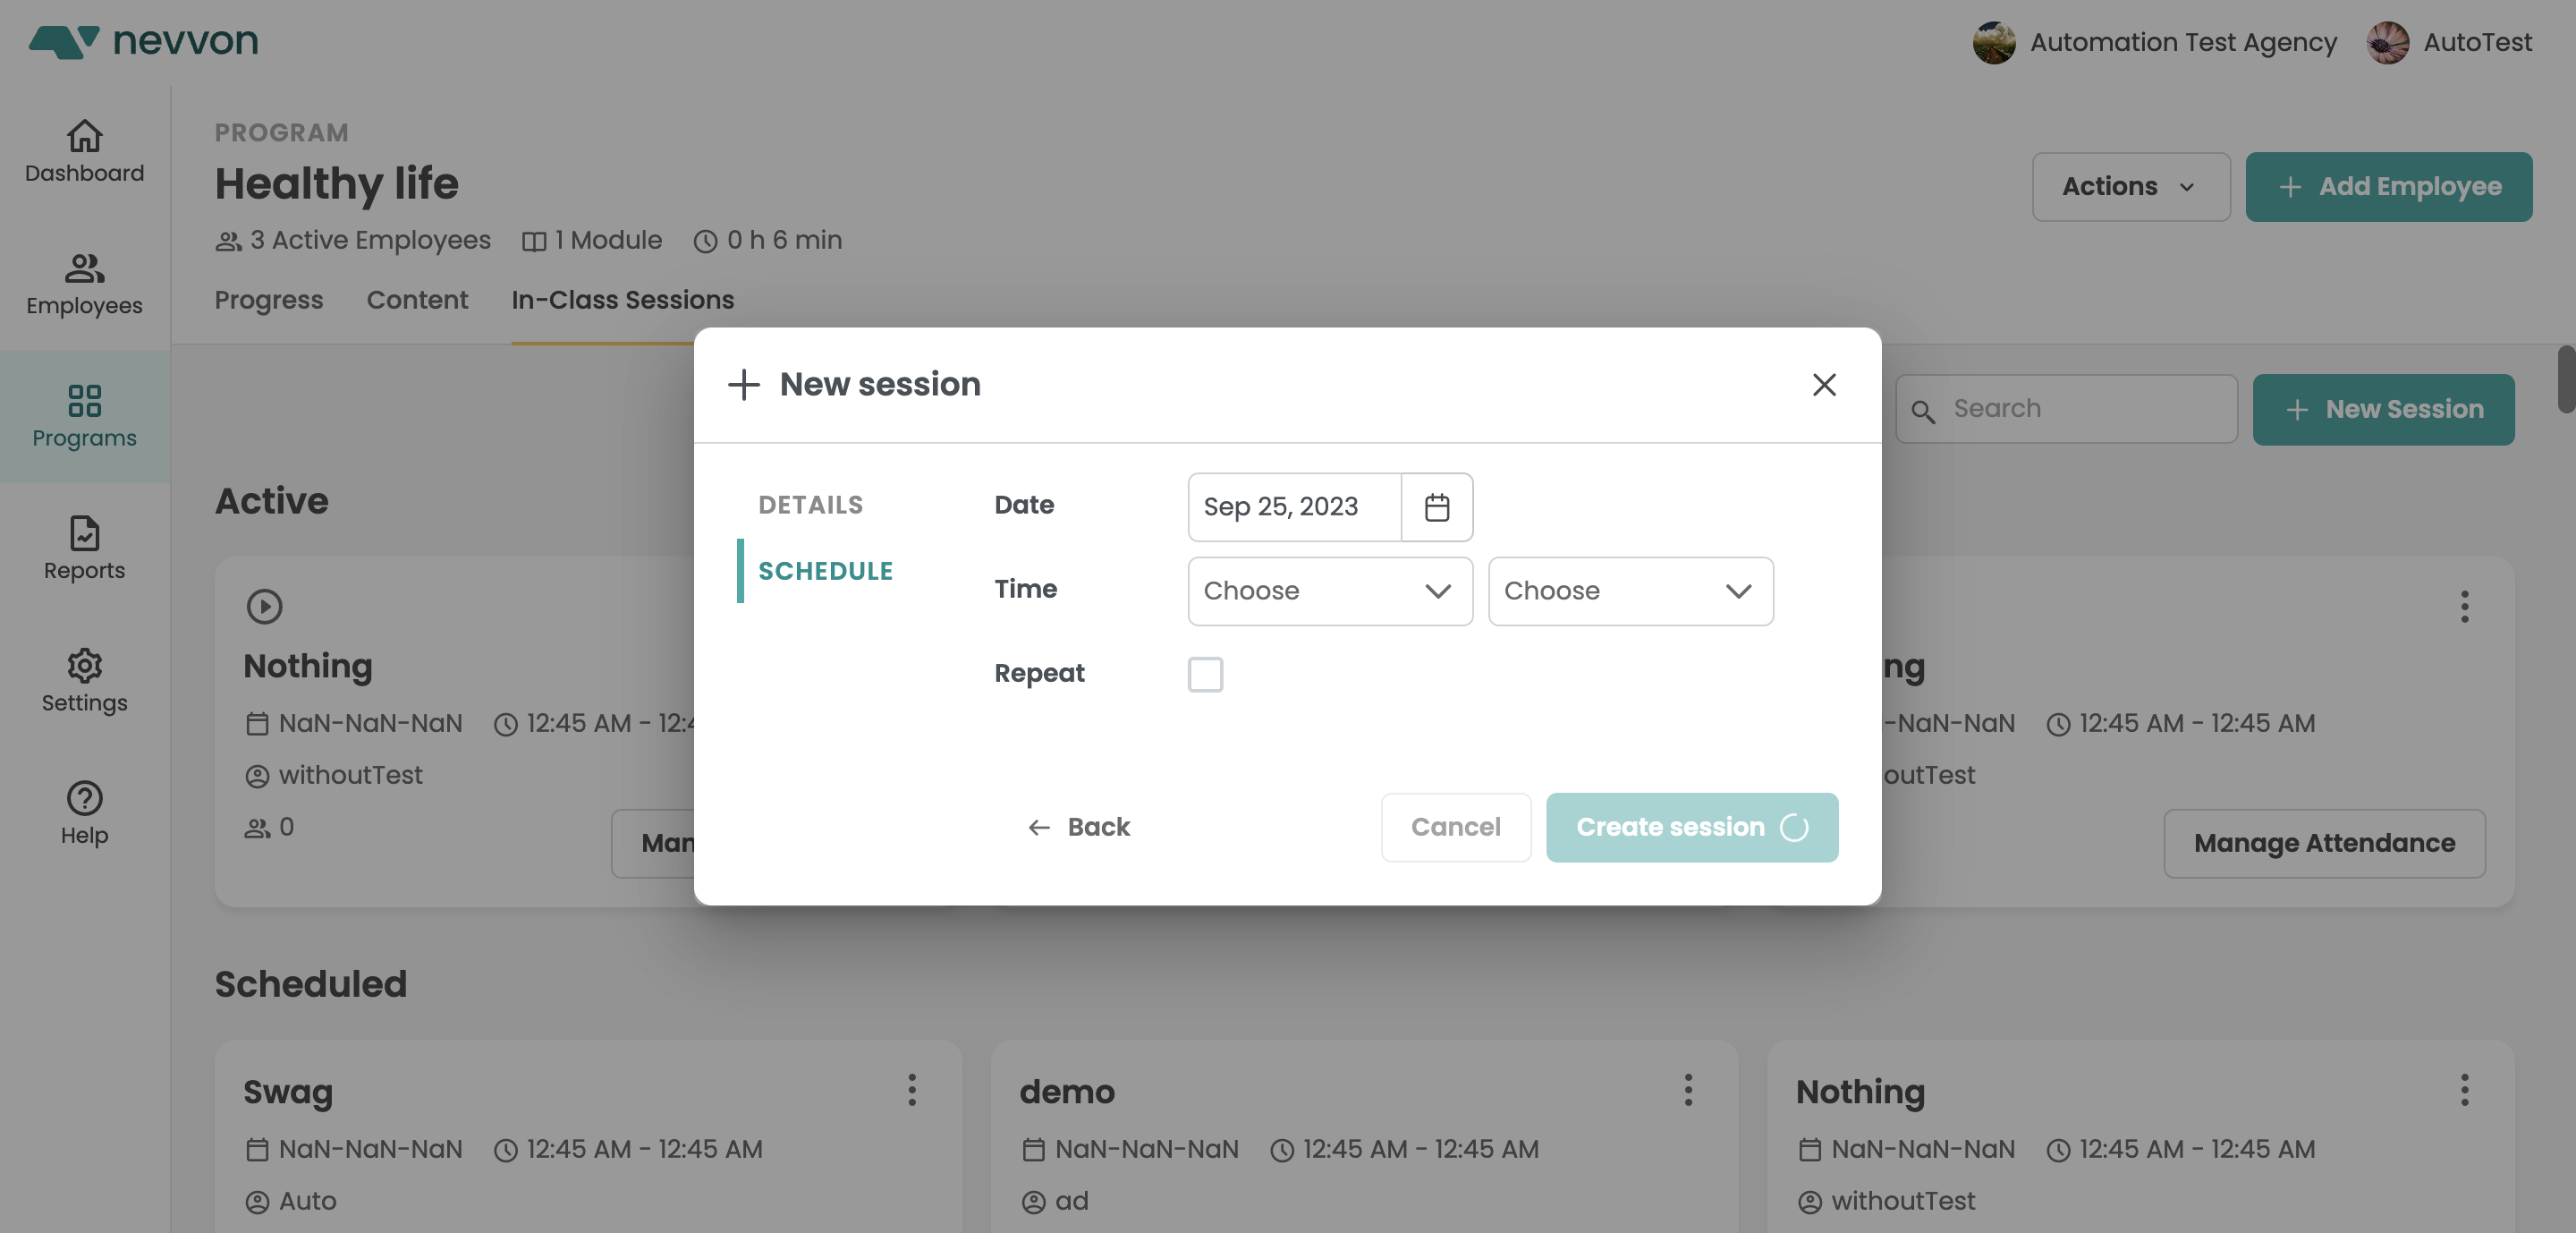 nevvon
Automation Test Agency
AutoTest
Dashboard
Employees
Programs
Reports
Settings
Help
PROGRAM
Healthy life
3 Active Employees 1 Module 0 h 6 min
Actions
Add Employee
Progress Content In-Class Sessions
Search
New Session
Active
Nothing
NaN-NaN-NaN 12:45 AM - 12:4
withoutTest
0
Man
ng
-NaN-NaN 12:45 AM - 12:45 AM
outTest
Manage Attendance
New session
DETAILS
SCHEDULE
Date Sep 25, 2023
Time Choose Choose
Repeat
Back Cancel Create session
Scheduled
Swag
NaN-NaN-NaN 12:45 AM - 12:45 AM
Auto
demo
NaN-NaN-NaN 12:45 AM - 12:45 AM
ad
Nothing
NaN-NaN-NaN 12:45 AM - 12:45 AM
withoutTest